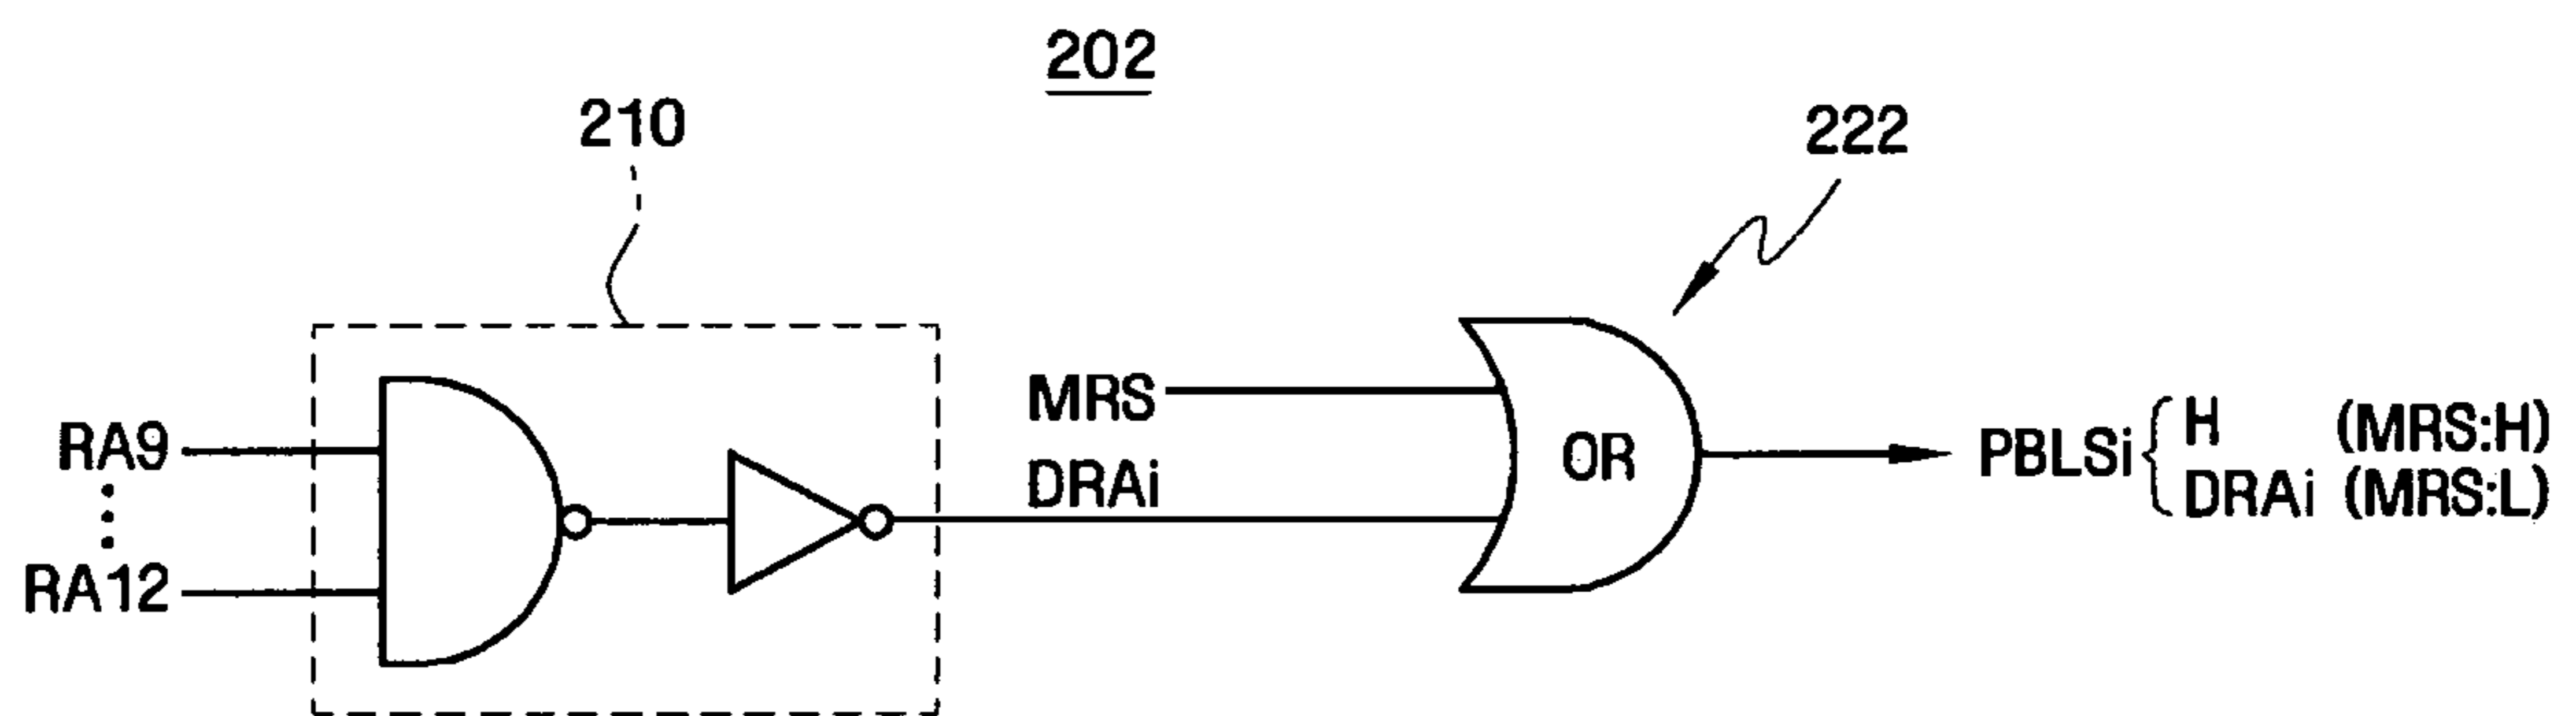 202
210
222
RA9
RA12
MRS
DRAi
OR
PBLSi
H (MRS:H)
DRAi (MRS:L)